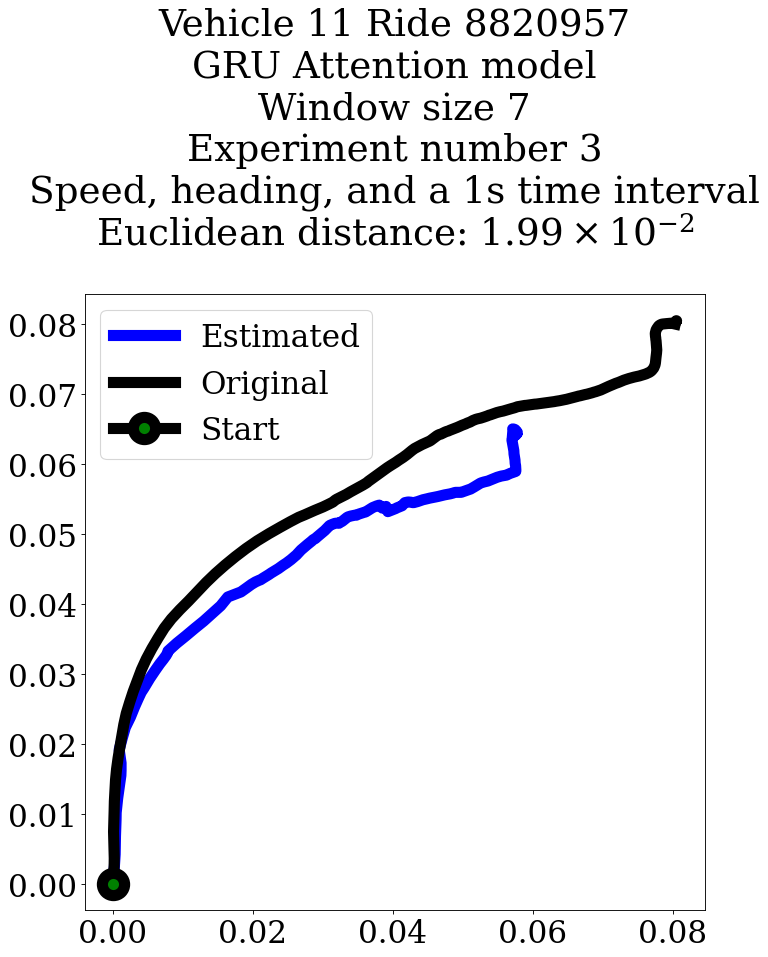 Vehicle 11 Ride 8820957
GRU Attention model
Window size 7
Experiment number 3
Speed, heading, and a 1s time interval
Euclidean distance: 1.99 × 10⁻²
Estimated
Original
Start
0.08
0.07
0.06
0.05
0.04
0.03
0.02
0.01
0.00
0.00 0.02 0.04 0.06 0.08